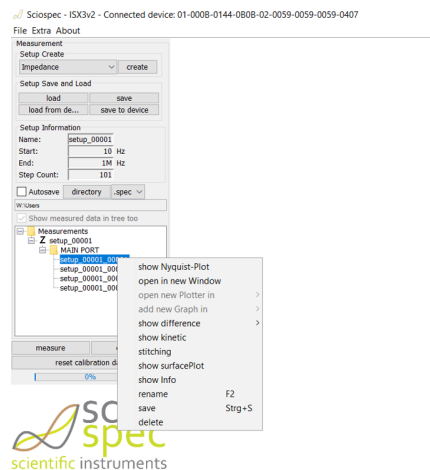 Sciospec - ISX3v2 - Connected device: 01-000B-0144-0B0B-02-0059-0059-0059-0407
File Extra About
Measurement
Setup Create
Impedance create
Setup Save and Load
load save
load from de... save to device
Setup Information
Name: setup_00001
Start: 10 Hz
End: 1M Hz
Step Count: 101
Autosave directory .spec
W:\Users
Show measured data in tree too
Measurements
Z setup_00001
MAIN PORT
setup_00001_00
setup_00001_00
setup_00001_00
setup_00001_00
show Nyquist-Plot
open in new Window
open new Plotter in
add new Graph in
show difference
show kinetic
stitching
show surfacePlot
show Info
rename F2
save Strg+S
delete
measure
reset calibration da
0%
sciospec
scientific instruments